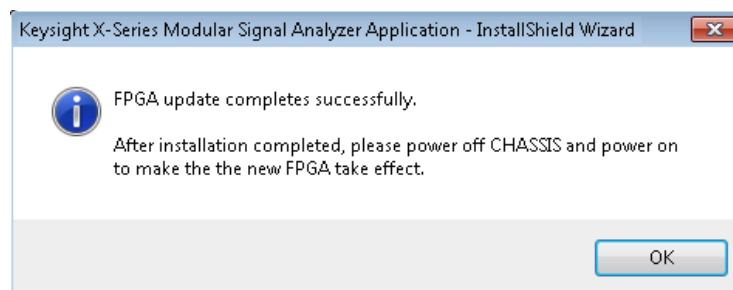 Keysight X-Series Modular Signal Analyzer Application - InstallShield Wizard
FPGA update completes successfully.
After installation completed, please power off CHASSIS and power on
to make the the new FPGA take effect.
OK